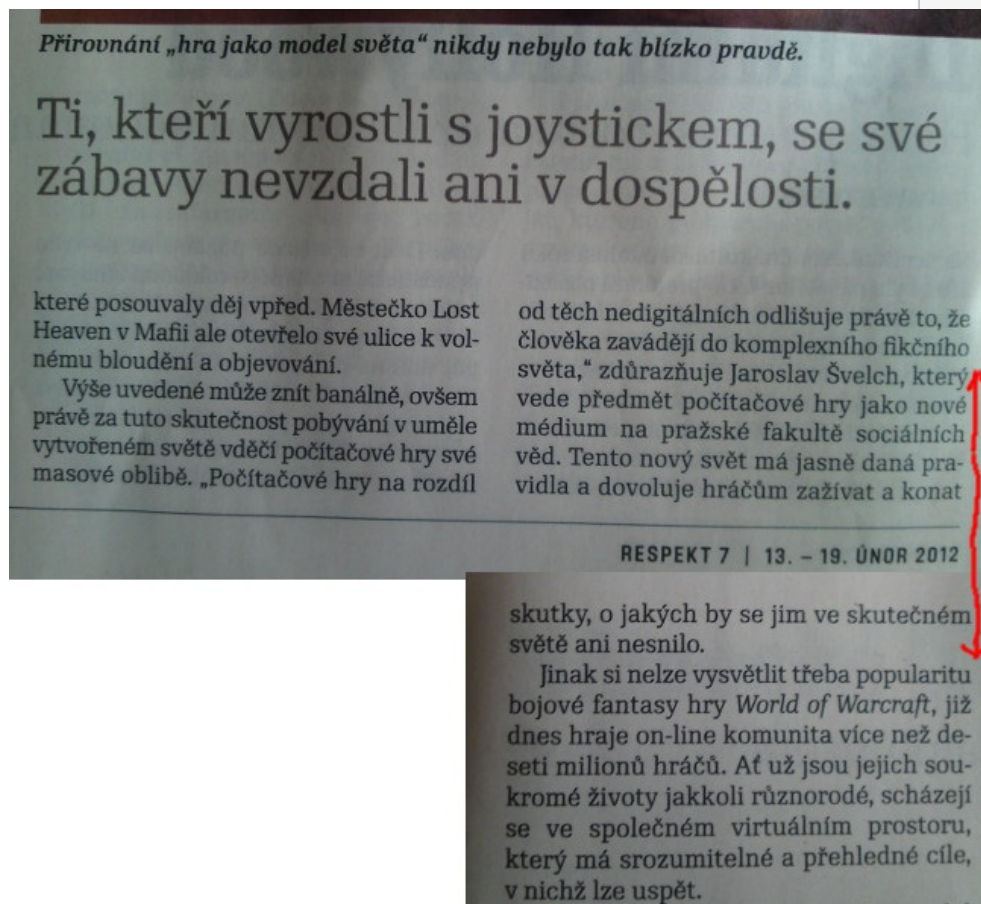 Přirovnání „hra jako model světa“ nikdy nebylo tak blízko pravdě.
Ti, kteří vyrostli s joystickem, se své
zábavy nevzdali ani v dospělosti.
které posouvaly děj vpřed. Městečko Lost
Heaven v Mafii ale otevřelo své ulice k vol-
nému bloudění a objevování.
Výše uvedené může znít banálně, ovšem
právě za tuto skutečnost pobývání v uměle
vytvořeném světě vděčí počítačové hry své
masové oblibě. „Počítačové hry na rozdíl
od těch nedigitálních odlišuje právě to, že
člověka zavádějí do komplexního fikčního
světa,“ zdůrazňuje Jaroslav Švelch, který
vede předmět počítačové hry jako nové
médium na pražské fakultě sociálních
věd. Tento nový svět má jasně daná pra-
vidla a dovoluje hráčům zažívat a konat
RESPEKT 7 | 13. – 19. ÚNOR 2012
skutky, o jakých by se jim ve skutečném
světě ani nesnilo.
Jinak si nelze vysvětlit třeba popularitu
bojové fantasy hry World of Warcraft, již
dnes hraje on-line komunita více než de-
seti milionů hráčů. Ať už jsou jejich sou-
kromé životy jakkoli různorodé, scházejí
se ve společném virtuálním prostoru,
který má srozumitelné a přehledné cíle,
v nichž lze uspět.